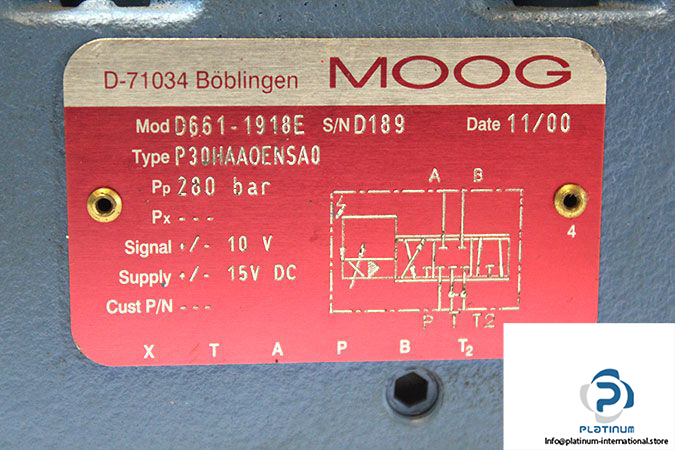 D-71034 Böblingen MOOG
Mod D661-1918E S/N D189 Date 11/00
Type P30HAAOENSA0
Pp 280 bar
Px ---
Signal +/- 10 V
Supply +/- 15V DC
Cust P/N ---
A B
4
P T T2
X T A P B T2
PLATINUM
Info@platinum-international.store